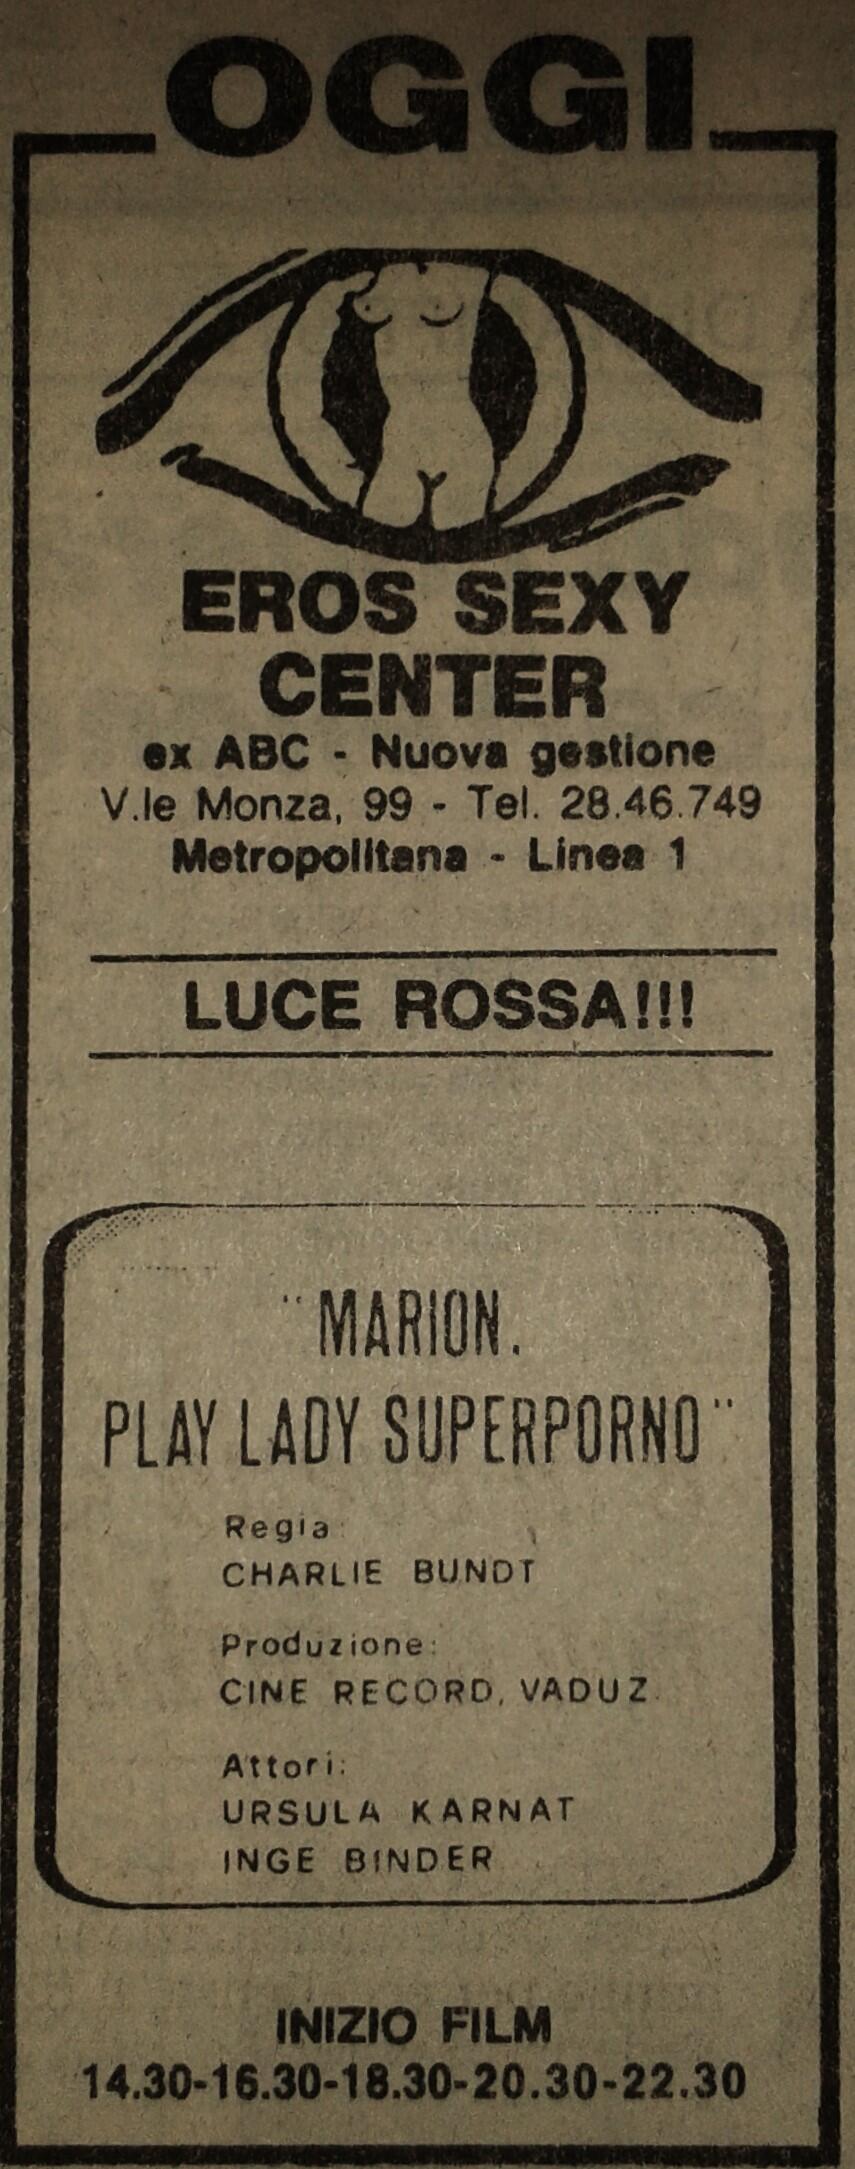 OGGI
EROS SEXY
CENTER
ex ABC - Nuova gestione
V.le Monza, 99 - Tel. 28.46.749
Metropolitana - Linea 1
LUCE ROSSA!!!
"MARION.
PLAY LADY SUPERPORNO"
Regia:
CHARLIE BUNDT
Produzione:
CINE RECORD, VADUZ.
Attori:
URSULA KARNAT
INGE BINDER
INIZIO FILM
14.30-16.30-18.30-20.30-22.30